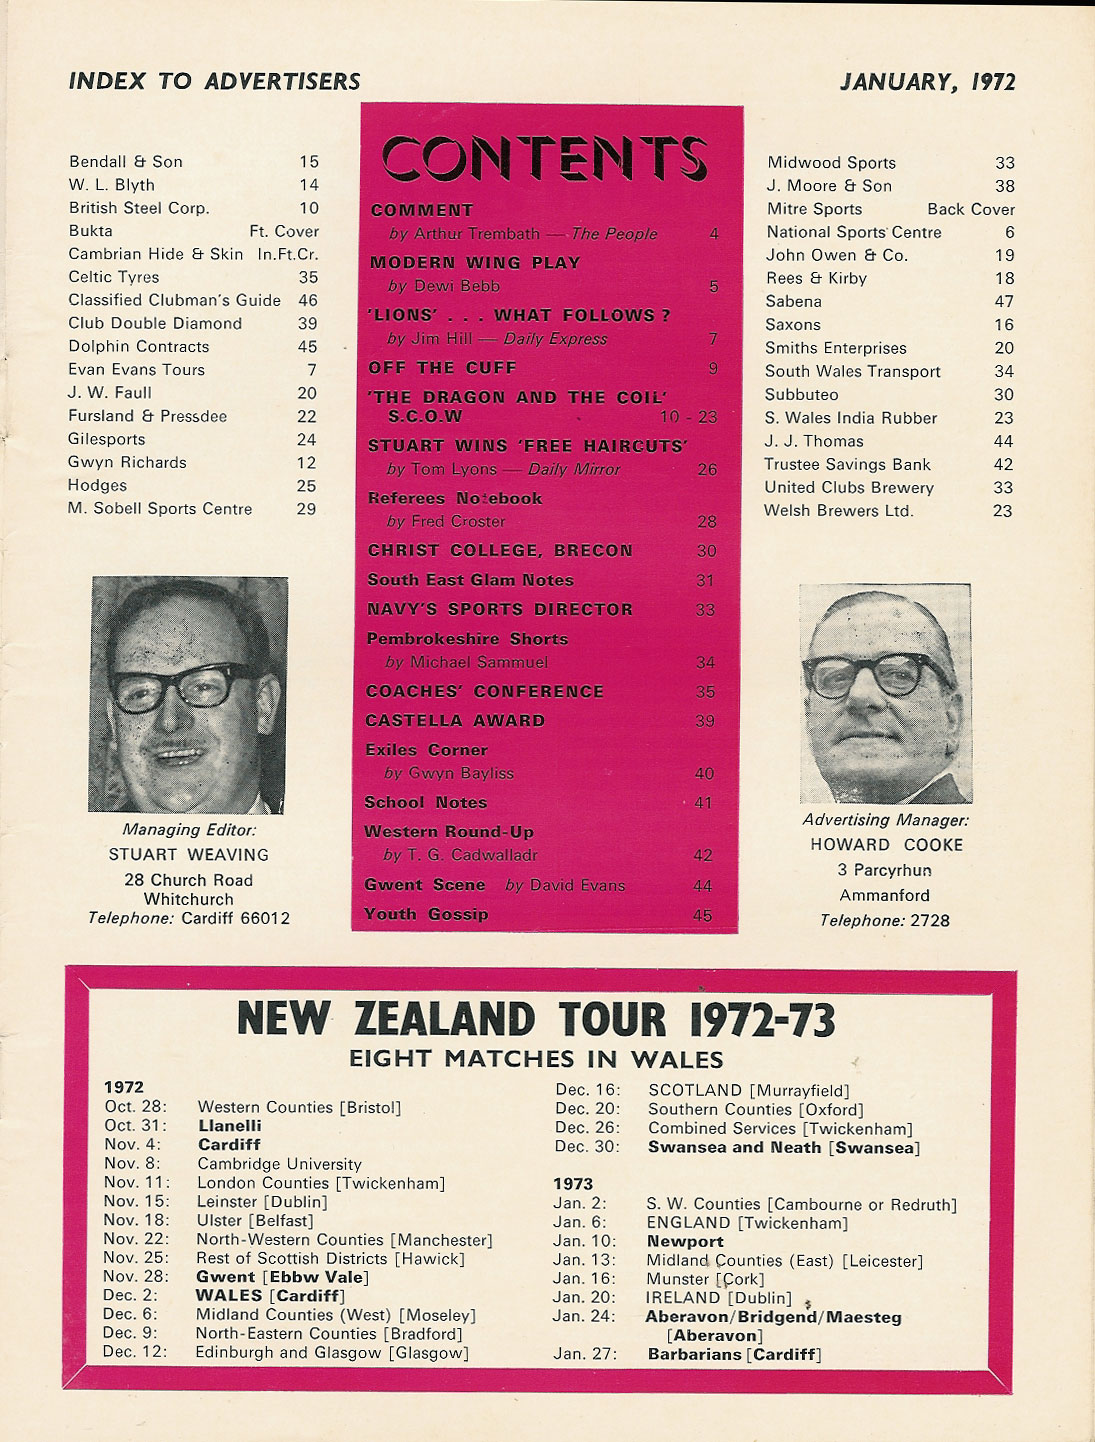 INDEX TO ADVERTISERS
JANUARY, 1972
Bendall & Son 15
W. L. Blyth 14
British Steel Corp. 10
Bukta Ft. Cover
Cambrian Hide & Skin In.Ft.Cr.
Celtic Tyres 35
Classified Clubman's Guide 46
Club Double Diamond 39
Dolphin Contracts 45
Evan Evans Tours 7
J. W. Faull 20
Fursland & Pressdee 22
Gilesports 24
Gwyn Richards 12
Hodges 25
M. Sobell Sports Centre 29
CONTENTS
COMMENT
by Arthur Trembath — The People 4
MODERN WING PLAY
by Dewi Bebb 5
'LIONS' . . . WHAT FOLLOWS ?
by Jim Hill — Daily Express 7
OFF THE CUFF 9
'THE DRAGON AND THE COIL'
S.C.O.W 10 - 23
STUART WINS 'FREE HAIRCUTS'
by Tom Lyons — Daily Mirror 26
Referees Notebook
by Fred Croster 28
CHRIST COLLEGE, BRECON 30
South East Glam Notes 31
NAVY'S SPORTS DIRECTOR 33
Pembrokeshire Shorts
by Michael Sammuel 34
COACHES' CONFERENCE 35
CASTELLA AWARD 39
Exiles Corner
by Gwyn Bayliss 40
School Notes 41
Western Round-Up
by T. G. Cadwalladr 42
Gwent Scene by David Evans 44
Youth Gossip 45
Midwood Sports 33
J. Moore & Son 38
Mitre Sports Back Cover
National Sports Centre 6
John Owen & Co. 19
Rees & Kirby 18
Sabena 47
Saxons 16
Smiths Enterprises 20
South Wales Transport 34
Subbuteo 30
S. Wales India Rubber 23
J. J. Thomas 44
Trustee Savings Bank 42
United Clubs Brewery 33
Welsh Brewers Ltd. 23
Managing Editor:
STUART WEAVING
28 Church Road
Whitchurch
Telephone: Cardiff 66012
Advertising Manager:
HOWARD COOKE
3 Parcyrhun
Ammanford
Telephone: 2728
NEW ZEALAND TOUR 1972-73
EIGHT MATCHES IN WALES
1972
Oct. 28: Western Counties [Bristol]
Oct. 31: Llanelli
Nov. 4: Cardiff
Nov. 8: Cambridge University
Nov. 11: London Counties [Twickenham]
Nov. 15: Leinster [Dublin]
Nov. 18: Ulster [Belfast]
Nov. 22: North-Western Counties [Manchester]
Nov. 25: Rest of Scottish Districts [Hawick]
Nov. 28: Gwent [Ebbw Vale]
Dec. 2: WALES [Cardiff]
Dec. 6: Midland Counties (West) [Moseley]
Dec. 9: North-Eastern Counties [Bradford]
Dec. 12: Edinburgh and Glasgow [Glasgow]
Dec. 16: SCOTLAND [Murrayfield]
Dec. 20: Southern Counties [Oxford]
Dec. 26: Combined Services [Twickenham]
Dec. 30: Swansea and Neath [Swansea]
1973
Jan. 2: S. W. Counties [Cambourne or Redruth]
Jan. 6: ENGLAND [Twickenham]
Jan. 10: Newport
Jan. 13: Midland Counties (East) [Leicester]
Jan. 16: Munster [Cork]
Jan. 20: IRELAND [Dublin]
Jan. 24: Aberavon/Bridgend/Maesteg
[Aberavon]
Jan. 27: Barbarians [Cardiff]